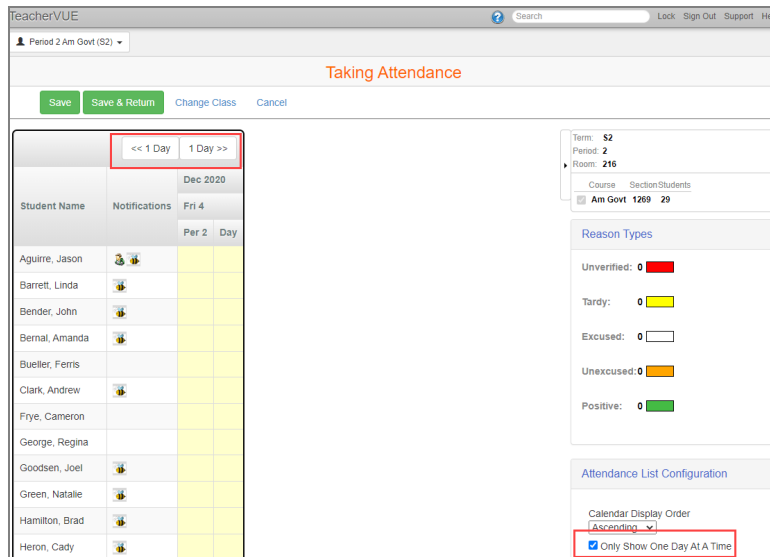 TeacherVUE
Search
Lock Sign Out Support
Period 2 Am Govt (S2)
Taking Attendance
Save Save & Return Change Class Cancel
<< 1 Day 1 Day >>
Student Name Notifications
Dec 2020
Fri 4
Per 2 Day
Aguirre, Jason
Barrett, Linda
Bender, John
Bernal, Amanda
Bueller, Ferris
Clark, Andrew
Frye, Cameron
George, Regina
Goodsen, Joel
Green, Natalie
Hamilton, Brad
Heron, Cady
Term: S2
Period: 2
Room: 216
Course Section Students
Am Govt 1269 29
Reason Types
Unverified: 0
Tardy: 0
Excused: 0
Unexcused: 0
Positive: 0
Attendance List Configuration
Calendar Display Order
Ascending
Only Show One Day At A Time